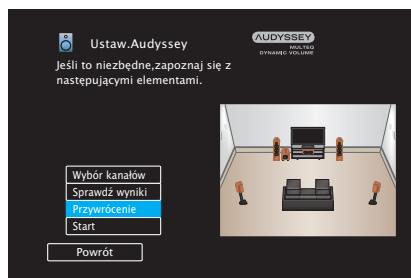 Ustaw.Audyssey
AUDYSSEY
MULTEQ
DYNAMIC VOLUME
Jeśli to niezbędne,zapoznaj się z
następującymi elementami.
Wybór kanałów
Sprawdź wyniki
Przywrócenie
Start
Powrót